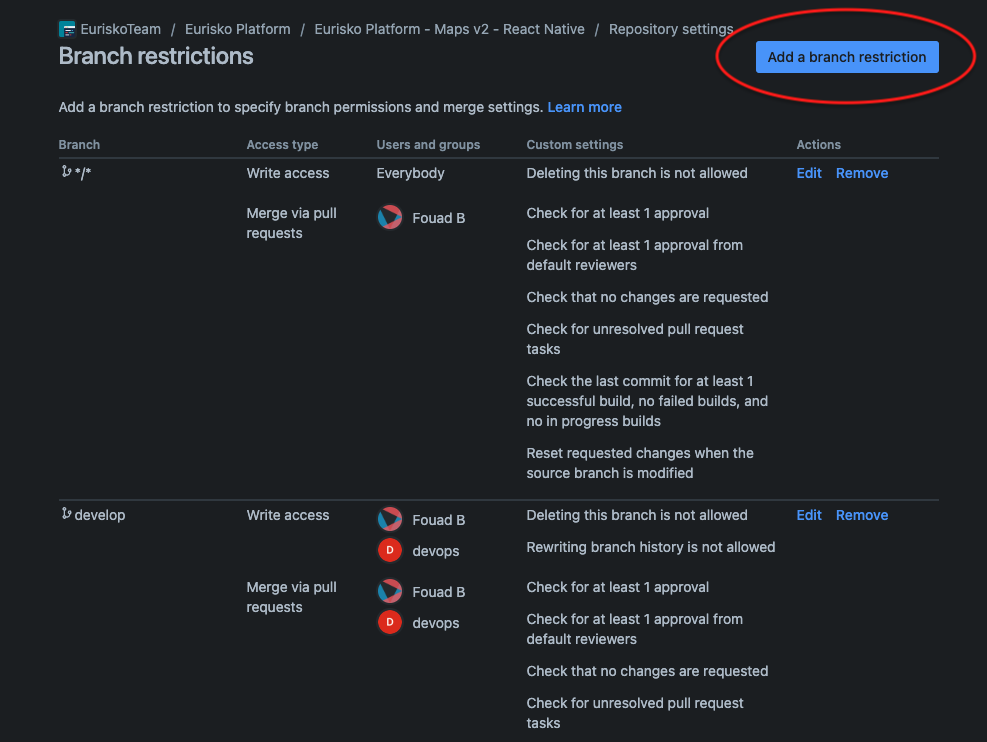 EuriskoTeam / Eurisko Platform / Eurisko Platform - Maps v2 - React Native / Repository settings
Branch restrictions
Add a branch restriction
Add a branch restriction to specify branch permissions and merge settings. Learn more
Branch Access type Users and groups Custom settings Actions
*/* Write access Everybody Deleting this branch is not allowed Edit Remove
Merge via pull requests Fouad B Check for at least 1 approval
Check for at least 1 approval from
default reviewers
Check that no changes are requested
Check for unresolved pull request
tasks
Check the last commit for at least 1
successful build, no failed builds, and
no in progress builds
Reset requested changes when the
source branch is modified
develop Write access Fouad B Deleting this branch is not allowed Edit Remove
D devops Rewriting branch history is not allowed
Merge via pull requests Fouad B Check for at least 1 approval
D devops Check for at least 1 approval from
default reviewers
Check that no changes are requested
Check for unresolved pull request
tasks